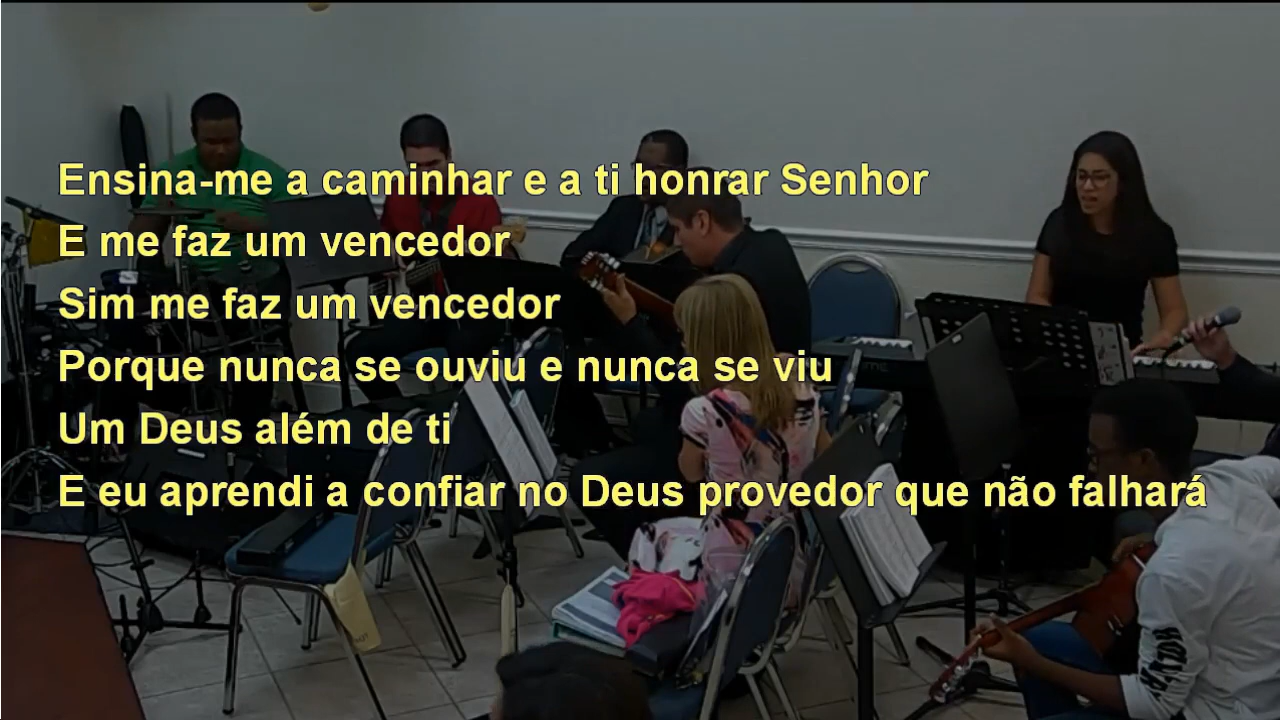 Ensina-me a caminhar e a ti honrar Senhor
E me faz um vencedor
Sim me faz um vencedor
Porque nunca se ouviu e nunca se viu
Um Deus além de ti
E eu aprendi a confiar no Deus provedor que não falhará